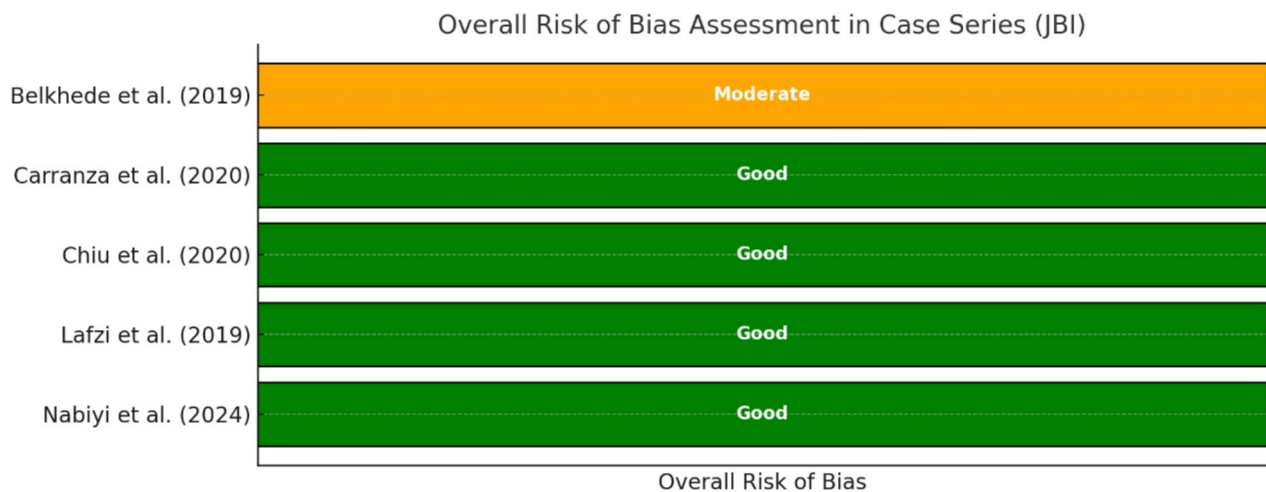 Overall Risk of Bias Assessment in Case Series (JBI)
Belkhede et al. (2019)
Moderate
Carranza et al. (2020)
Good
Chiu et al. (2020)
Good
Lafzi et al. (2019)
Good
Nabiyi et al. (2024)
Good
Overall Risk of Bias